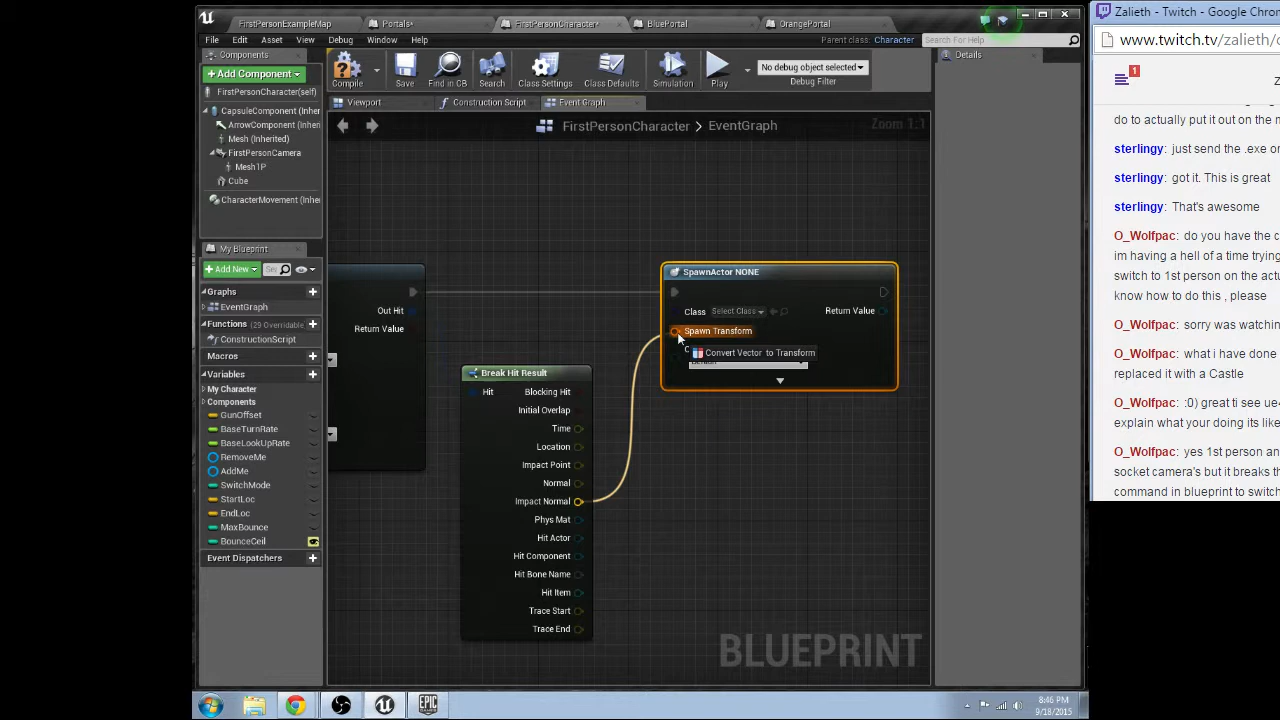 FirstPersonExampleMap
Portals*
FirstPersonCharacter*
BluePortal
OrangePortal
File
Edit
Asset
View
Debug
Window
Help
Parent class: Character
Search For Help
Components
+ Add Component
FirstPersonCharacter(self)
CapsuleComponent (Inher
ArrowComponent (Inheri
Mesh (Inherited)
FirstPersonCamera
Mesh1P
Cube
CharacterMovement (Inhe
My Blueprint
+ Add New
Graphs
EventGraph
Functions (29 Overridable)
ConstructionScript
Macros
Variables
My Character
Components
GunOffset
BaseTurnRate
BaseLookUpRate
RemoveMe
AddMe
SwitchMode
StartLoc
EndLoc
MaxBounce
BounceCeil
Event Dispatchers
Compile
Save
Find in CB
Search
Class Settings
Class Defaults
Simulation
Play
No debug object selected
Debug Filter
Viewport
Construction Script
Event Graph
FirstPersonCharacter > EventGraph
Zoom 1:1
Out Hit
Return Value
Break Hit Result
Hit
Blocking Hit
Initial Overlap
Time
Location
Impact Point
Normal
Impact Normal
Phys Mat
Hit Actor
Hit Component
Hit Bone Name
Hit Item
Trace Start
Trace End
SpawnActor NONE
Class Select Class
Return Value
Spawn Transform
Convert Vector to Transform
BLUEPRINT
Details
Zalieth - Twitch - Google Chro
www.twitch.tv/zalieth/c
1
do to actually put it out on the m
sterlingy: just send the .exe or
sterlingy: got it. This is great
sterlingy: That's awesome
O_Wolfpac: do you have the c
im having a hell of a time trying
switch to 1st person on the actu
know how to do this , please
O_Wolfpac: sorry was watchin
O_Wolfpac: what i have done
replaced it with a Castle
O_Wolfpac: :0) great ti see ue4
explain what your doing its like
O_Wolfpac: yes 1st person an
socket camera's but it breaks th
command in blueprint to switch
8:46 PM
9/18/2015